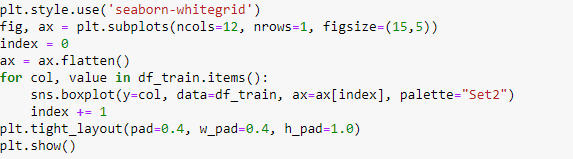 plt.style.use('seaborn-whitegrid')
fig, ax = plt.subplots(ncols=12, nrows=1, figsize=(15,5))
index = 0
ax = ax.flatten()
for col, value in df_train.items():
    sns.boxplot(y=col, data=df_train, ax=ax[index], palette="Set2")
    index += 1
plt.tight_layout(pad=0.4, w_pad=0.4, h_pad=1.0)
plt.show()